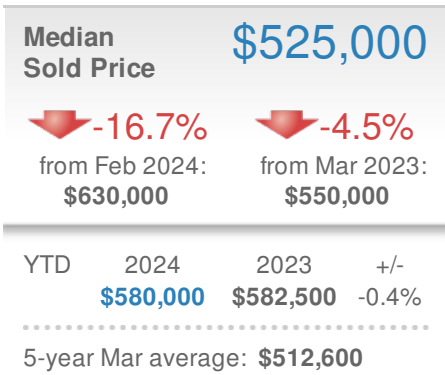 Median $525,000
Sold Price
-16.7% -4.5%
from Feb 2024: from Mar 2023:
$630,000 $550,000
YTD 2024 2023 +/-
$580,000 $582,500 -0.4%
5-year Mar average: $512,600